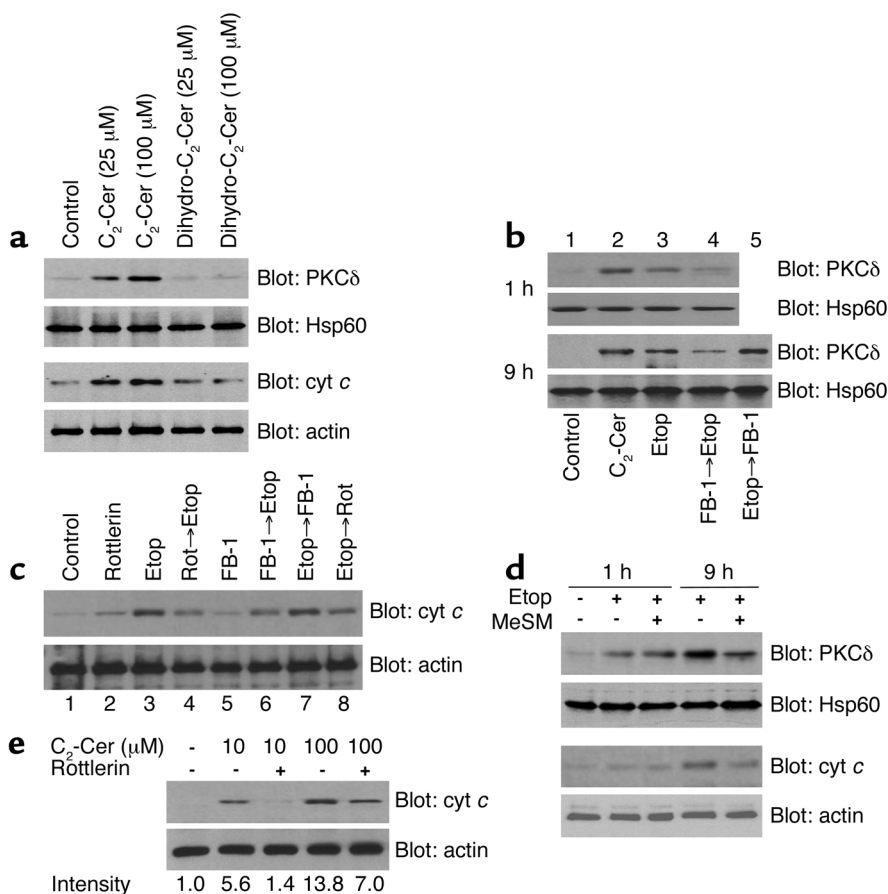 a
Control
C2-Cer (25 μM)
C2-Cer (100 μM)
Dihydro-C2-Cer (25 μM)
Dihydro-C2-Cer (100 μM)
Blot: PKCδ
Blot: Hsp60
Blot: cyt c
Blot: actin
b
1 2 3 4 5
1 h
Blot: PKCδ
Blot: Hsp60
9 h
Blot: PKCδ
Blot: Hsp60
Control
C2-Cer
Etop
FB-1→Etop
Etop→FB-1
c
Control
Rottlerin
Etop
Rot→Etop
FB-1
FB-1→Etop
Etop→FB-1
Etop→Rot
Blot: cyt c
Blot: actin
1 2 3 4 5 6 7 8
d
1 h 9 h
Etop - + + + +
MeSM - - + - +
Blot: PKCδ
Blot: Hsp60
Blot: cyt c
Blot: actin
e
C2-Cer (μM) - 10 10 100 100
Rottlerin - - + - +
Blot: cyt c
Blot: actin
Intensity 1.0 5.6 1.4 13.8 7.0